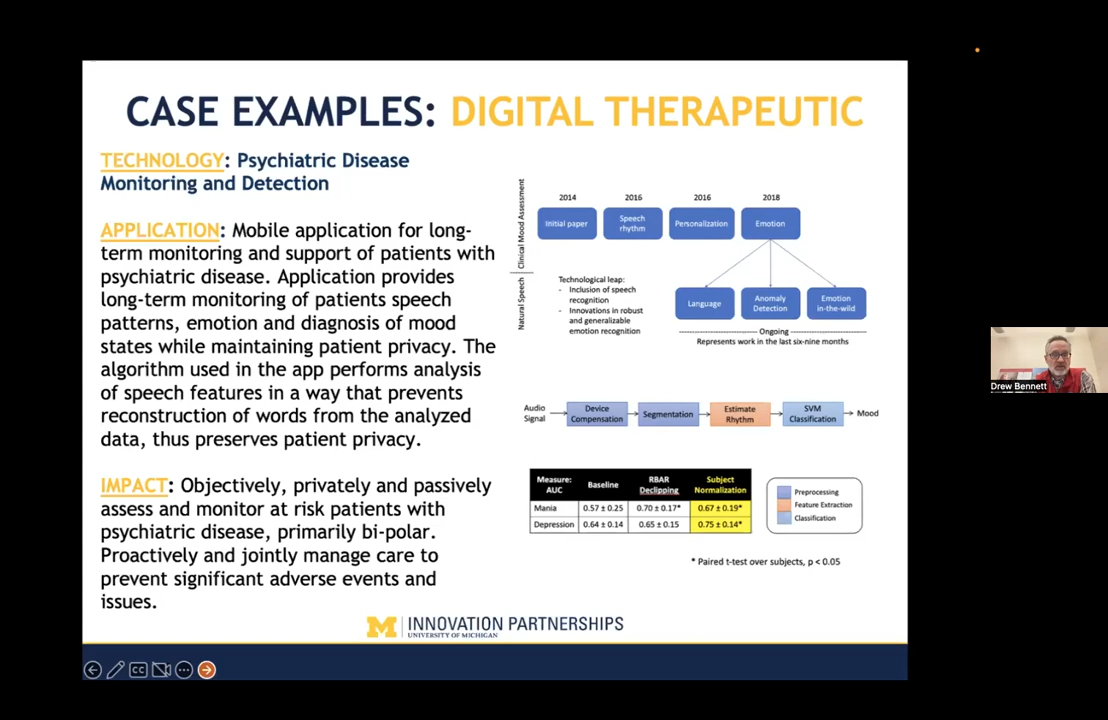 CASE EXAMPLES: DIGITAL THERAPEUTIC
TECHNOLOGY: Psychiatric Disease
Monitoring and Detection
APPLICATION: Mobile application for long-
term monitoring and support of patients with
psychiatric disease. Application provides
long-term monitoring of patients speech
patterns, emotion and diagnosis of mood
states while maintaining patient privacy. The
algorithm used in the app performs analysis
of speech features in a way that prevents
reconstruction of words from the analyzed
data, thus preserves patient privacy.
IMPACT: Objectively, privately and passively
assess and monitor at risk patients with
psychiatric disease, primarily bi-polar.
Proactively and jointly manage care to
prevent significant adverse events and
issues.
Clinical Mood Assessment
Natural Speech
2014 2016 2016 2018
Initial paper
Speech
rhythm
Personalization
Emotion
Technological leap:
- Inclusion of speech
recognition
- Innovations in robust
and generalizable
emotion recognition
Language
Anomaly
Detection
Emotion
in-the-wild
Ongoing
Represents work in the last six-nine months
Audio
Signal
Device
Compensation
Segmentation
Estimate
Rhythm
SVM
Classification
Mood
Measure:
AUC
Baseline
RBAR
Declipping
Subject
Normalization
Mania 0.57 ± 0.25 0.70 ± 0.17* 0.67 ± 0.19*
Depression 0.64 ± 0.14 0.65 ± 0.15 0.75 ± 0.14*
Preprocessing
Feature Extraction
Classification
* Paired t-test over subjects, p < 0.05
M INNOVATION PARTNERSHIPS
UNIVERSITY OF MICHIGAN
CC
Drew Bennett